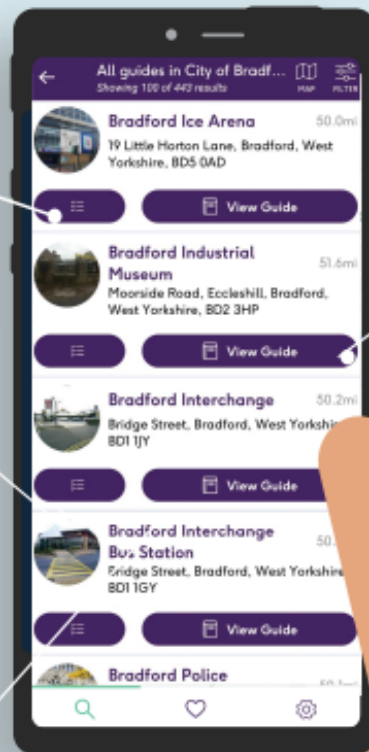 All guides in City of Bradf...
Showing 100 of 443 results
MAP
FILTER
Bradford Ice Arena
50.0mi
19 Little Horton Lane, Bradford, West
Yorkshire, BD5 0AD
View Guide
Bradford Industrial
Museum
51.6mi
Moorside Road, Eccleshill, Bradford,
West Yorkshire, BD2 3HP
View Guide
Bradford Interchange
50.2mi
Bridge Street, Bradford, West
BD1 1JY
View Guide
Bradford Interchange
Bus Station
50.
Bridge Street, Bradford, West Yorkshire
BD1 1GY
View Guide
Bradford Police